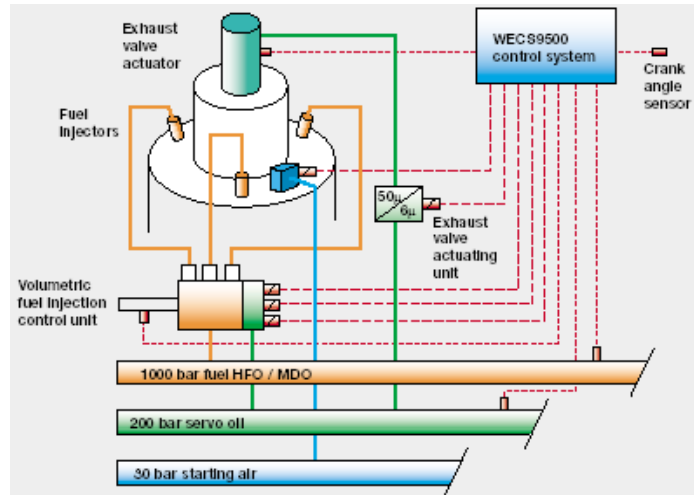 Exhaust
valve
actuator
WECS9500
control system
Crank
angle
sensor
Fuel
Injectors
50µ
6µ
Exhaust
valve
actuating
unit
Volumetric
fuel injection
control unit
1000 bar fuel HFO / MDO
200 bar servo oil
30 bar starting air